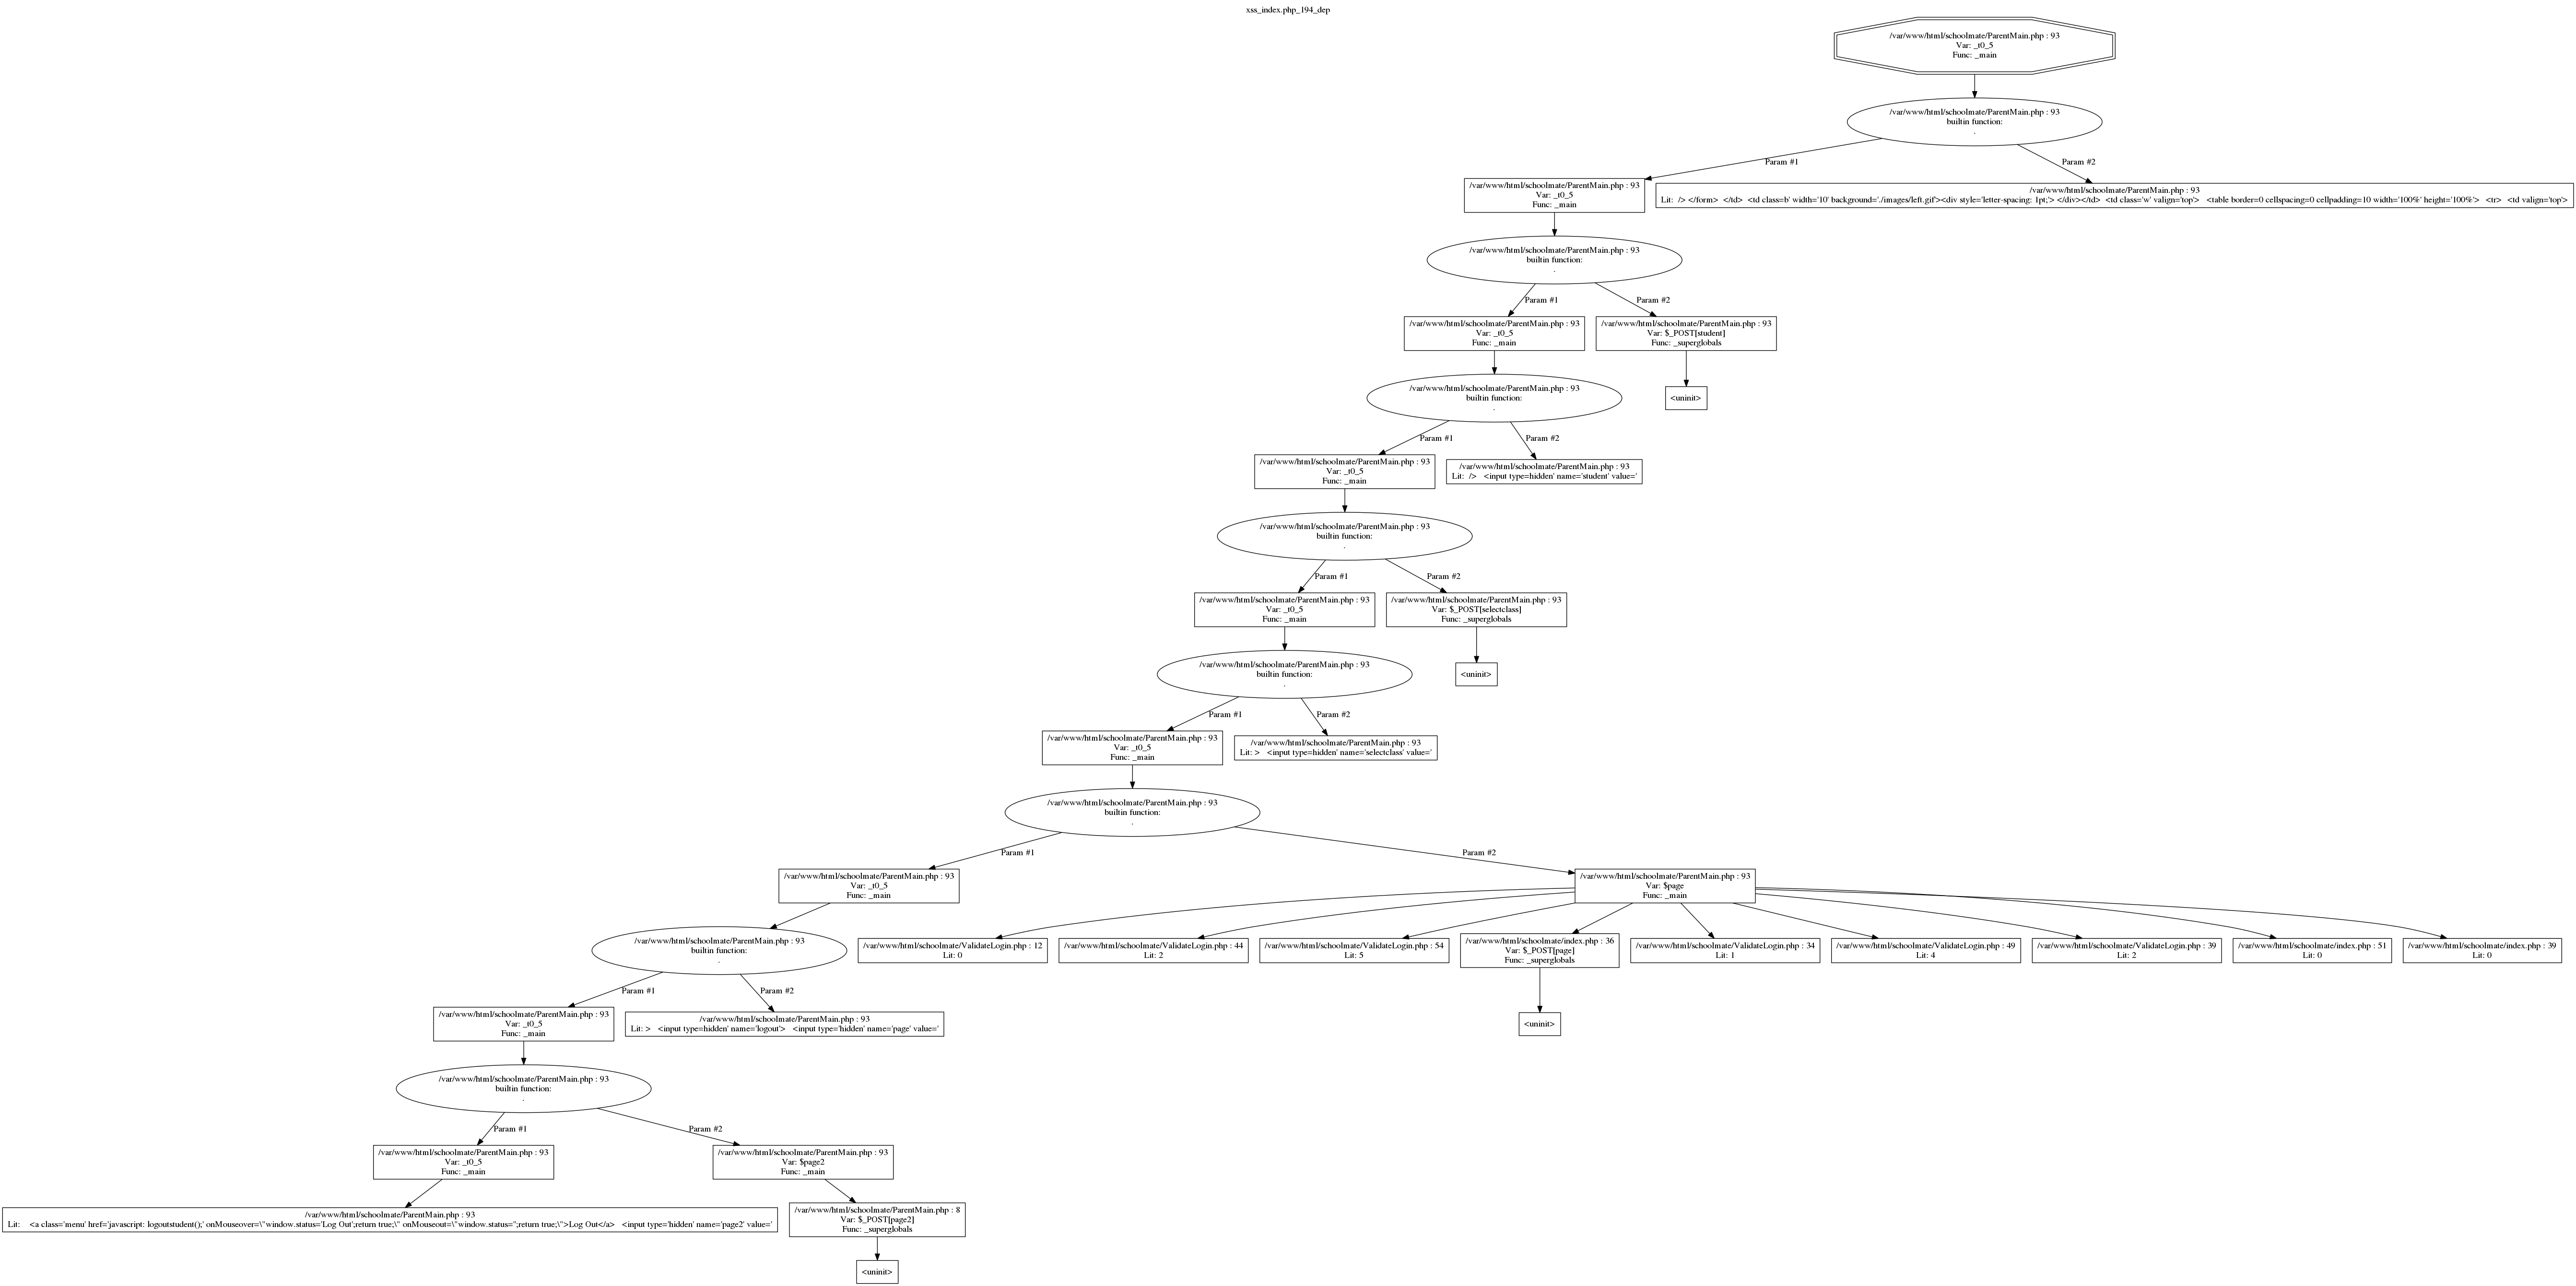 xss_index.php_194_dep
/var/www/html/schoolmate/ParentMain.php : 93
Var: _t0_5
Func: _main
/var/www/html/schoolmate/ParentMain.php : 93
builtin function:
.
Param #1
Param #2
/var/www/html/schoolmate/ParentMain.php : 93
Var: _t0_5
Func: _main
/var/www/html/schoolmate/ParentMain.php : 93
Lit:  /> </form>  </td>  <td class=b' width='10' background='./images/left.gif'><div style='letter-spacing: 1pt;'> </div></td>  <td class='w' valign='top'>   <table border=0 cellspacing=0 cellpadding=10 width='100%' height='100%'>   <tr>  <td valign='top'>
/var/www/html/schoolmate/ParentMain.php : 93
builtin function:
.
Param #1
Param #2
/var/www/html/schoolmate/ParentMain.php : 93
Var: _t0_5
Func: _main
/var/www/html/schoolmate/ParentMain.php : 93
Var: $_POST[student]
Func: _superglobals
/var/www/html/schoolmate/ParentMain.php : 93
builtin function:
.
<uninit>
Param #1
Param #2
/var/www/html/schoolmate/ParentMain.php : 93
Var: _t0_5
Func: _main
/var/www/html/schoolmate/ParentMain.php : 93
Lit:  />   <input type=hidden' name='student' value='
/var/www/html/schoolmate/ParentMain.php : 93
builtin function:
.
Param #1
Param #2
/var/www/html/schoolmate/ParentMain.php : 93
Var: _t0_5
Func: _main
/var/www/html/schoolmate/ParentMain.php : 93
Var: $_POST[selectclass]
Func: _superglobals
/var/www/html/schoolmate/ParentMain.php : 93
builtin function:
.
<uninit>
Param #1
Param #2
/var/www/html/schoolmate/ParentMain.php : 93
Var: _t0_5
Func: _main
/var/www/html/schoolmate/ParentMain.php : 93
Lit: >   <input type=hidden' name='selectclass' value='
/var/www/html/schoolmate/ParentMain.php : 93
builtin function:
.
Param #1
Param #2
/var/www/html/schoolmate/ParentMain.php : 93
Var: _t0_5
Func: _main
/var/www/html/schoolmate/ParentMain.php : 93
Var: $page
Func: _main
/var/www/html/schoolmate/ParentMain.php : 93
builtin function:
.
/var/www/html/schoolmate/ValidateLogin.php : 12
Lit: 0
/var/www/html/schoolmate/ValidateLogin.php : 44
Lit: 2
/var/www/html/schoolmate/ValidateLogin.php : 54
Lit: 5
/var/www/html/schoolmate/index.php : 36
Var: $_POST[page]
Func: _superglobals
/var/www/html/schoolmate/ValidateLogin.php : 34
Lit: 1
/var/www/html/schoolmate/ValidateLogin.php : 49
Lit: 4
/var/www/html/schoolmate/ValidateLogin.php : 39
Lit: 2
/var/www/html/schoolmate/index.php : 51
Lit: 0
/var/www/html/schoolmate/index.php : 39
Lit: 0
Param #1
Param #2
/var/www/html/schoolmate/ParentMain.php : 93
Var: _t0_5
Func: _main
/var/www/html/schoolmate/ParentMain.php : 93
Lit: >   <input type=hidden' name='logout'>   <input type='hidden' name='page' value='
<uninit>
/var/www/html/schoolmate/ParentMain.php : 93
builtin function:
.
Param #1
Param #2
/var/www/html/schoolmate/ParentMain.php : 93
Var: _t0_5
Func: _main
/var/www/html/schoolmate/ParentMain.php : 93
Var: $page2
Func: _main
/var/www/html/schoolmate/ParentMain.php : 93
Lit:    <a class='menu' href='javascript: logoutstudent();' onMouseover=\"window.status='Log Out';return true;\" onMouseout=\"window.status='';return true;\">Log Out</a>   <input type='hidden' name='page2' value='
/var/www/html/schoolmate/ParentMain.php : 8
Var: $_POST[page2]
Func: _superglobals
<uninit>